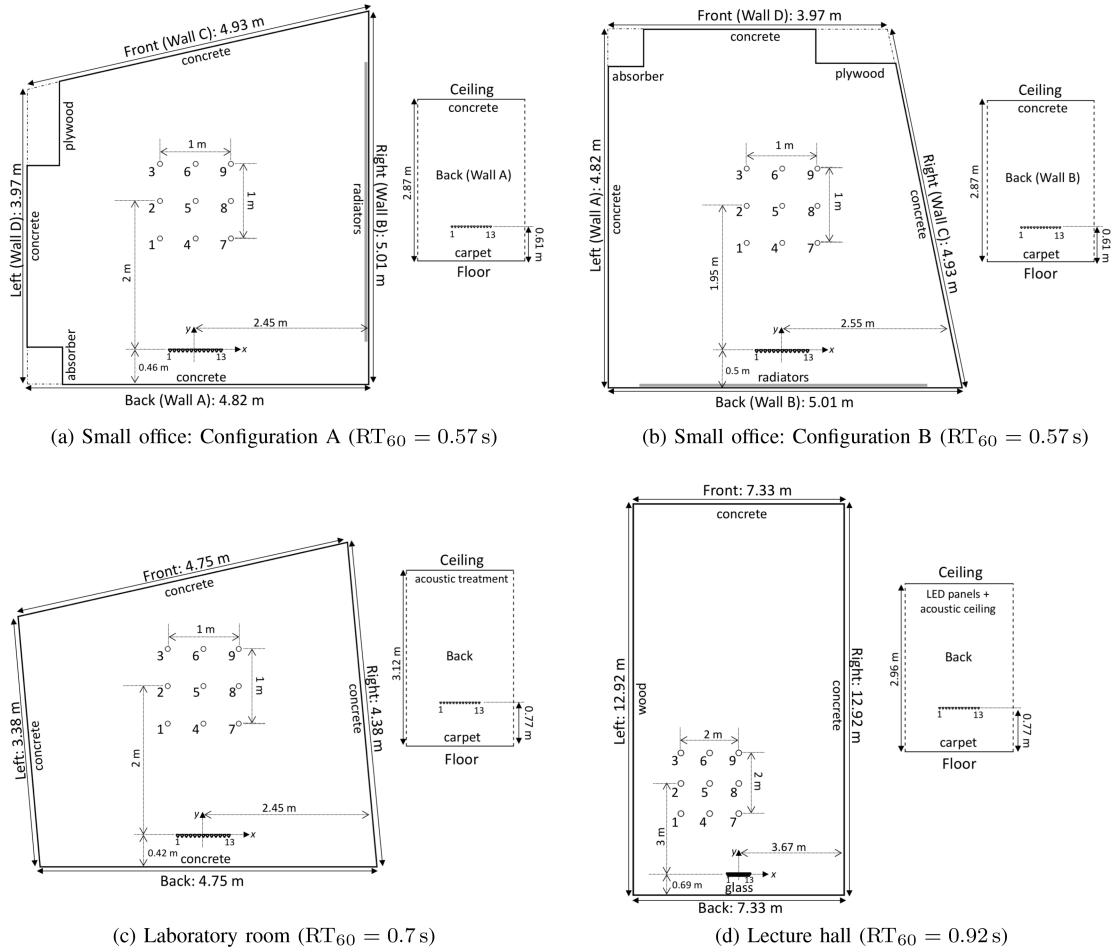 Front (Wall C): 4.93 m
concrete
plywood
Left (Wall D): 3.97 m
concrete
absorber
1 m
3 6 9
2 5 8
1 4 7
1 m
2 m
radiators
Right (Wall B): 5.01 m
2.45 m
y
x
1 13
0.46 m
concrete
Back (Wall A): 4.82 m
Ceiling
concrete
2.87 m
Back (Wall A)
1 13
carpet
0.61 m
Floor
(a) Small office: Configuration A (RT60 = 0.57 s)
Front (Wall D): 3.97 m
concrete
absorber
plywood
Left (Wall A): 4.82 m
concrete
1 m
3 6 9
2 5 8
1 4 7
1 m
1.95 m
Right (Wall C): 4.93 m
concrete
2.55 m
y
x
1 13
0.5 m
radiators
Back (Wall B): 5.01 m
Ceiling
concrete
2.87 m
Back (Wall B)
1 13
carpet
0.61 m
Floor
(b) Small office: Configuration B (RT60 = 0.57 s)
Front: 4.75 m
concrete
Left: 3.38 m
concrete
1 m
3 6 9
2 5 8
1 4 7
1 m
2 m
Right: 4.38 m
concrete
2.45 m
y
x
1 13
0.42 m
concrete
Back: 4.75 m
Ceiling
acoustic treatment
3.12 m
Back
1 13
carpet
0.77 m
Floor
(c) Laboratory room (RT60 = 0.7 s)
Front: 7.33 m
concrete
Left: 12.92 m
wood
2 m
3 6 9
2 5 8
1 4 7
2 m
3 m
concrete
Right: 12.92 m
3.67 m
y
x
1 13
0.69 m
glass
Back: 7.33 m
Ceiling
LED panels +
acoustic ceiling
2.96 m
Back
1 13
carpet
0.77 m
Floor
(d) Lecture hall (RT60 = 0.92 s)